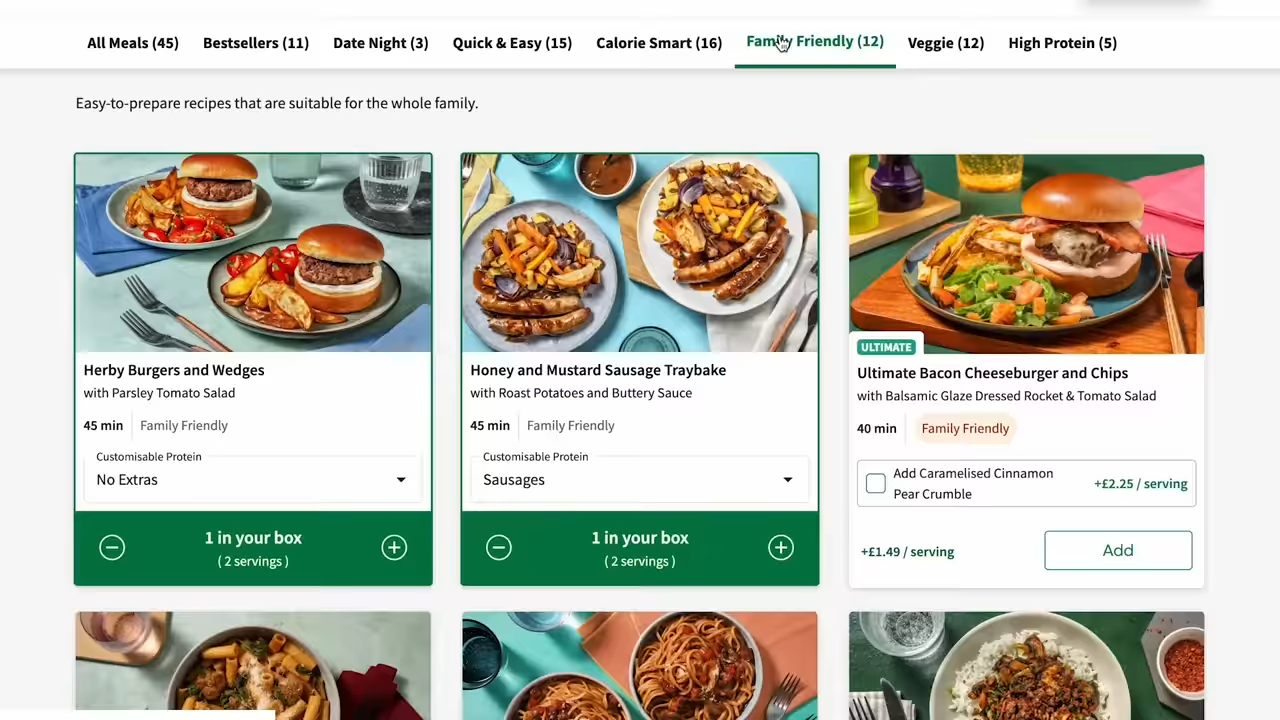 All Meals (45) Bestsellers (11) Date Night (3) Quick & Easy (15) Calorie Smart (16) Family Friendly (12) Veggie (12) High Protein (5)
Easy-to-prepare recipes that are suitable for the whole family.
Herby Burgers and Wedges
with Parsley Tomato Salad
45 min Family Friendly
Customisable Protein
No Extras
1 in your box
( 2 servings )
Honey and Mustard Sausage Traybake
with Roast Potatoes and Buttery Sauce
45 min Family Friendly
Customisable Protein
Sausages
1 in your box
( 2 servings )
ULTIMATE
Ultimate Bacon Cheeseburger and Chips
with Balsamic Glaze Dressed Rocket & Tomato Salad
40 min Family Friendly
Add Caramelised Cinnamon
Pear Crumble
+£2.25 / serving
+£1.49 / serving
Add